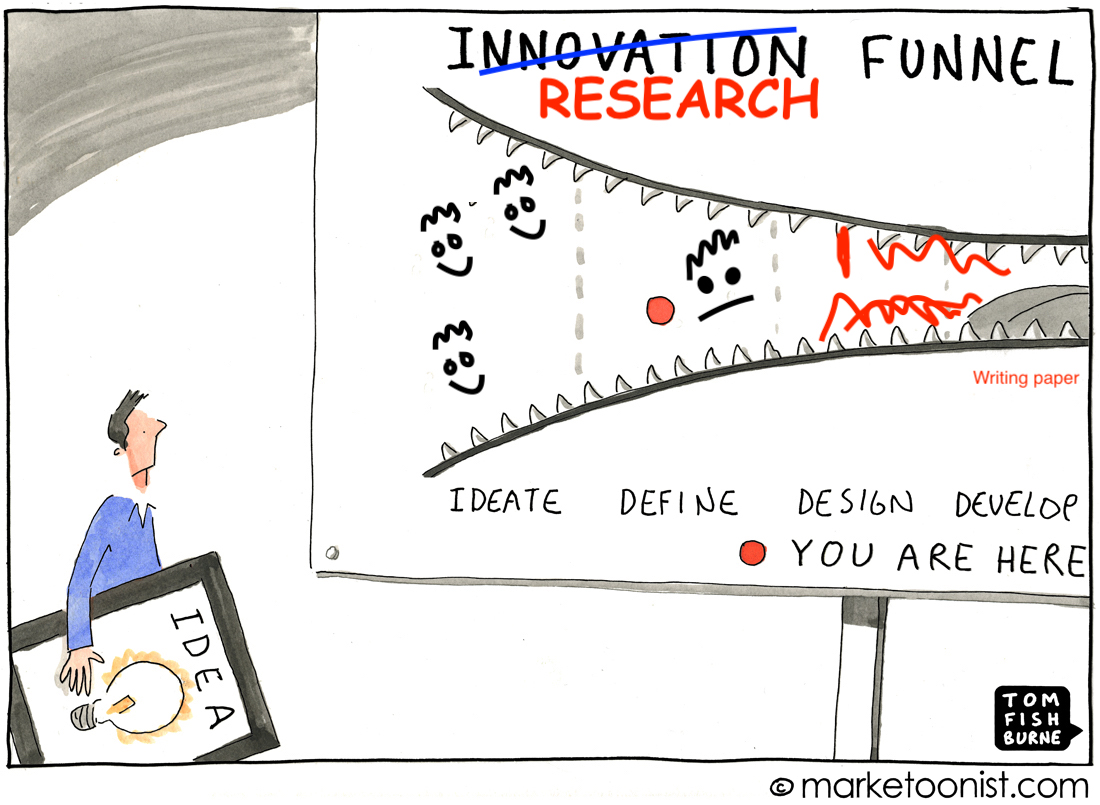 INNOVATION FUNNEL
RESEARCH
Writing paper
IDEATE DEFINE DESIGN DEVELOP
YOU ARE HERE
IDEA
TOM
FISH
BURNE
© marketoonist.com